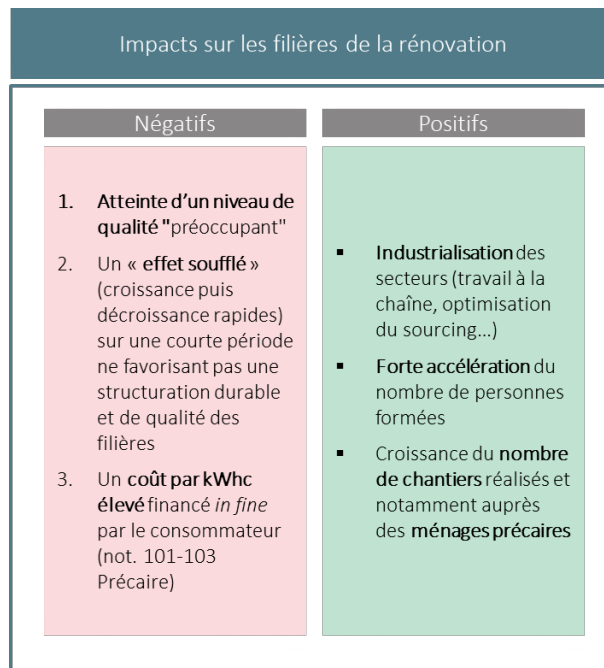 Impacts sur les filières de la rénovation
Négatifs
1. Atteinte d'un niveau de
qualité "préoccupant"
2. Un « effet soufflé »
(croissance puis
décroissance rapides)
sur une courte période
ne favorisant pas une
structuration durable
et de qualité des
filières
3. Un coût par kWhc
élevé financé in fine
par le consommateur
(not. 101-103
Précaire)
Positifs
▪ Industrialisation des
secteurs (travail à la
chaîne, optimisation
du sourcing...)
▪ Forte accélération du
nombre de personnes
formées
▪ Croissance du nombre
de chantiers réalisés et
notamment auprès
des ménages précaires